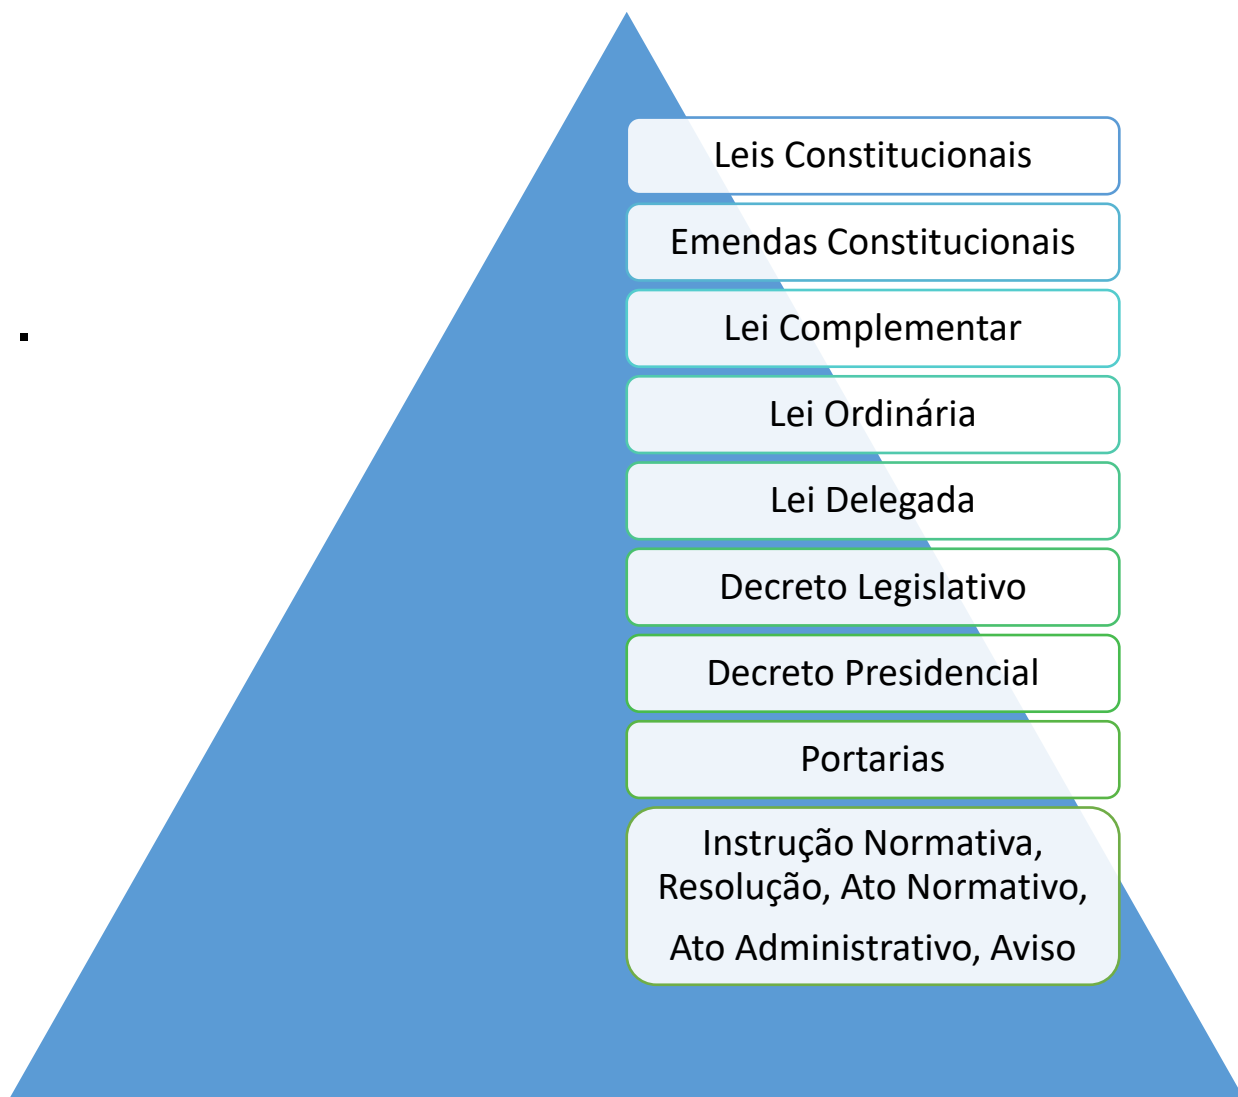 Leis Constitucionais
Emendas Constitucionais
Lei Complementar
Lei Ordinária
Lei Delegada
Decreto Legislativo
Decreto Presidencial
Portarias
Instrução Normativa,
Resolução, Ato Normativo,
Ato Administrativo, Aviso